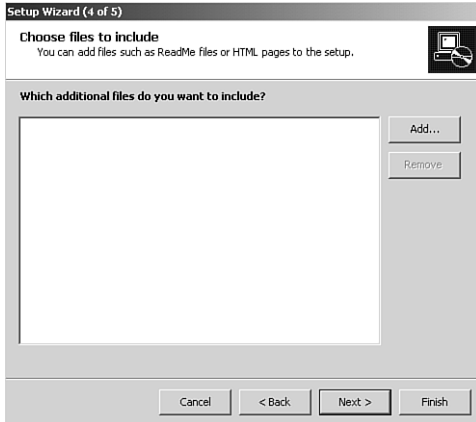 Setup Wizard (4 of 5)
Choose files to include
You can add files such as ReadMe files or HTML pages to the setup.
Which additional files do you want to include?
Add...
Remove
Cancel
< Back
Next >
Finish